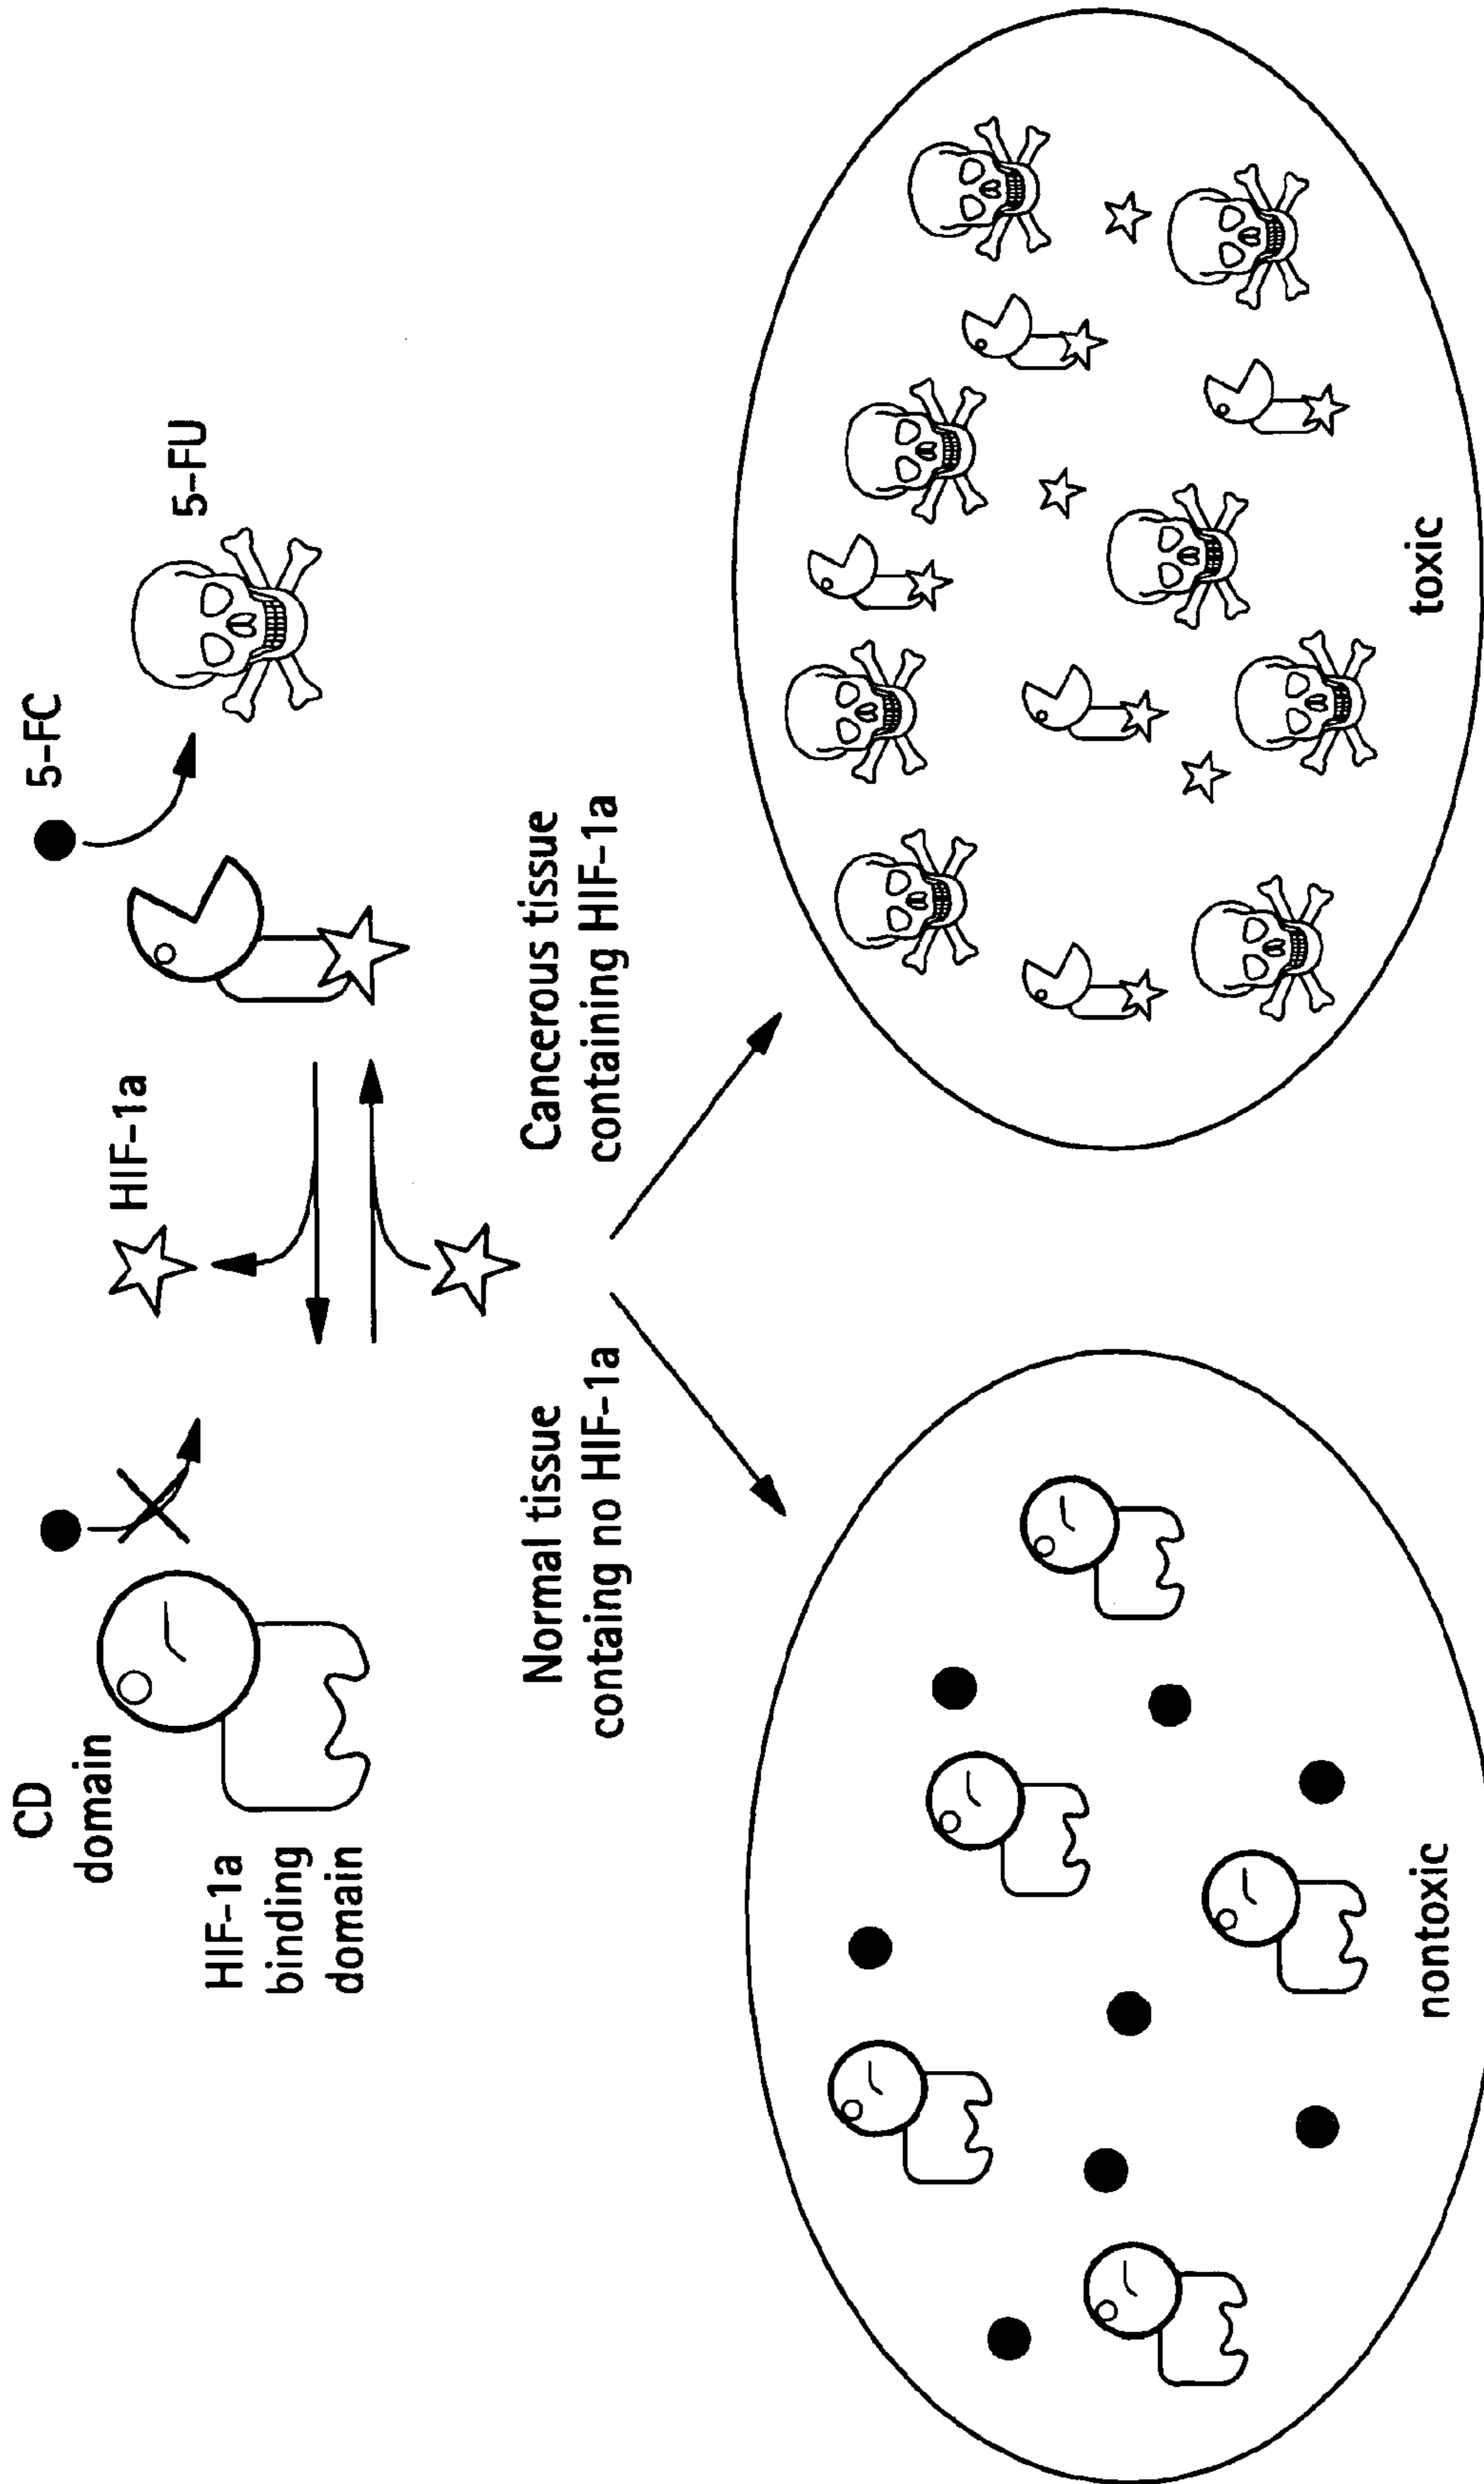 CD
domain
HIF-1a
binding
domain
HIF-1a
5-FC
5-FU
Normal tissue
containg no HIF-1a
Cancerous tissue
containing HIF-1a
nontoxic
toxic